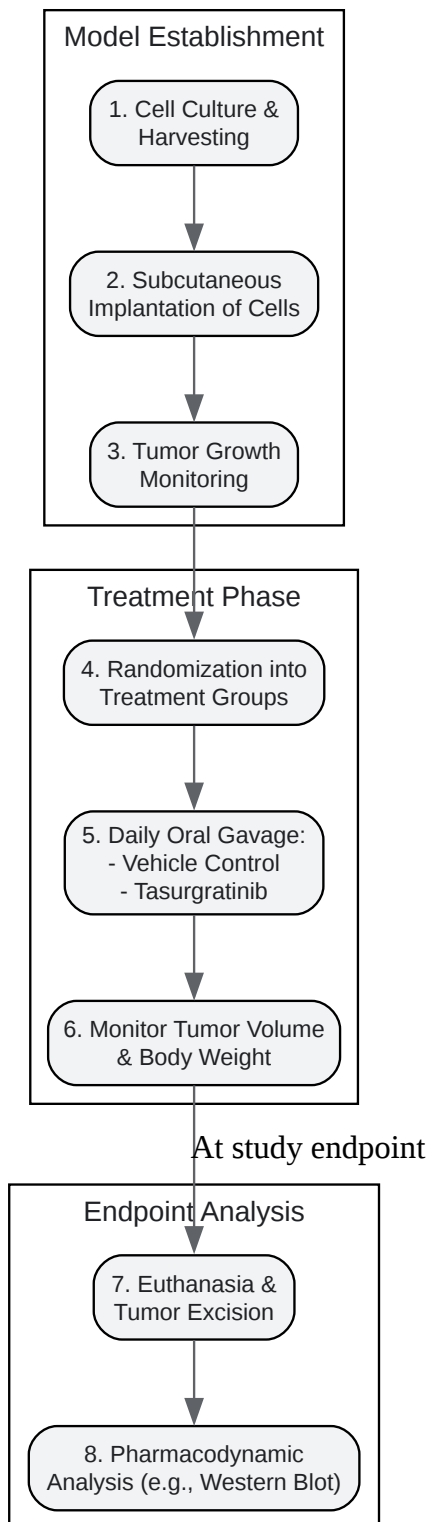 Model Establishment
1. Cell Culture &
Harvesting
2. Subcutaneous
Implantation of Cells
3. Tumor Growth
Monitoring
Treatment Phase
4. Randomization into
Treatment Groups
5. Daily Oral Gavage:
- Vehicle Control
- Tasurgratinib
6. Monitor Tumor Volume
& Body Weight
At study endpoint
Endpoint Analysis
7. Euthanasia &
Tumor Excision
8. Pharmacodynamic
Analysis (e.g., Western Blot)